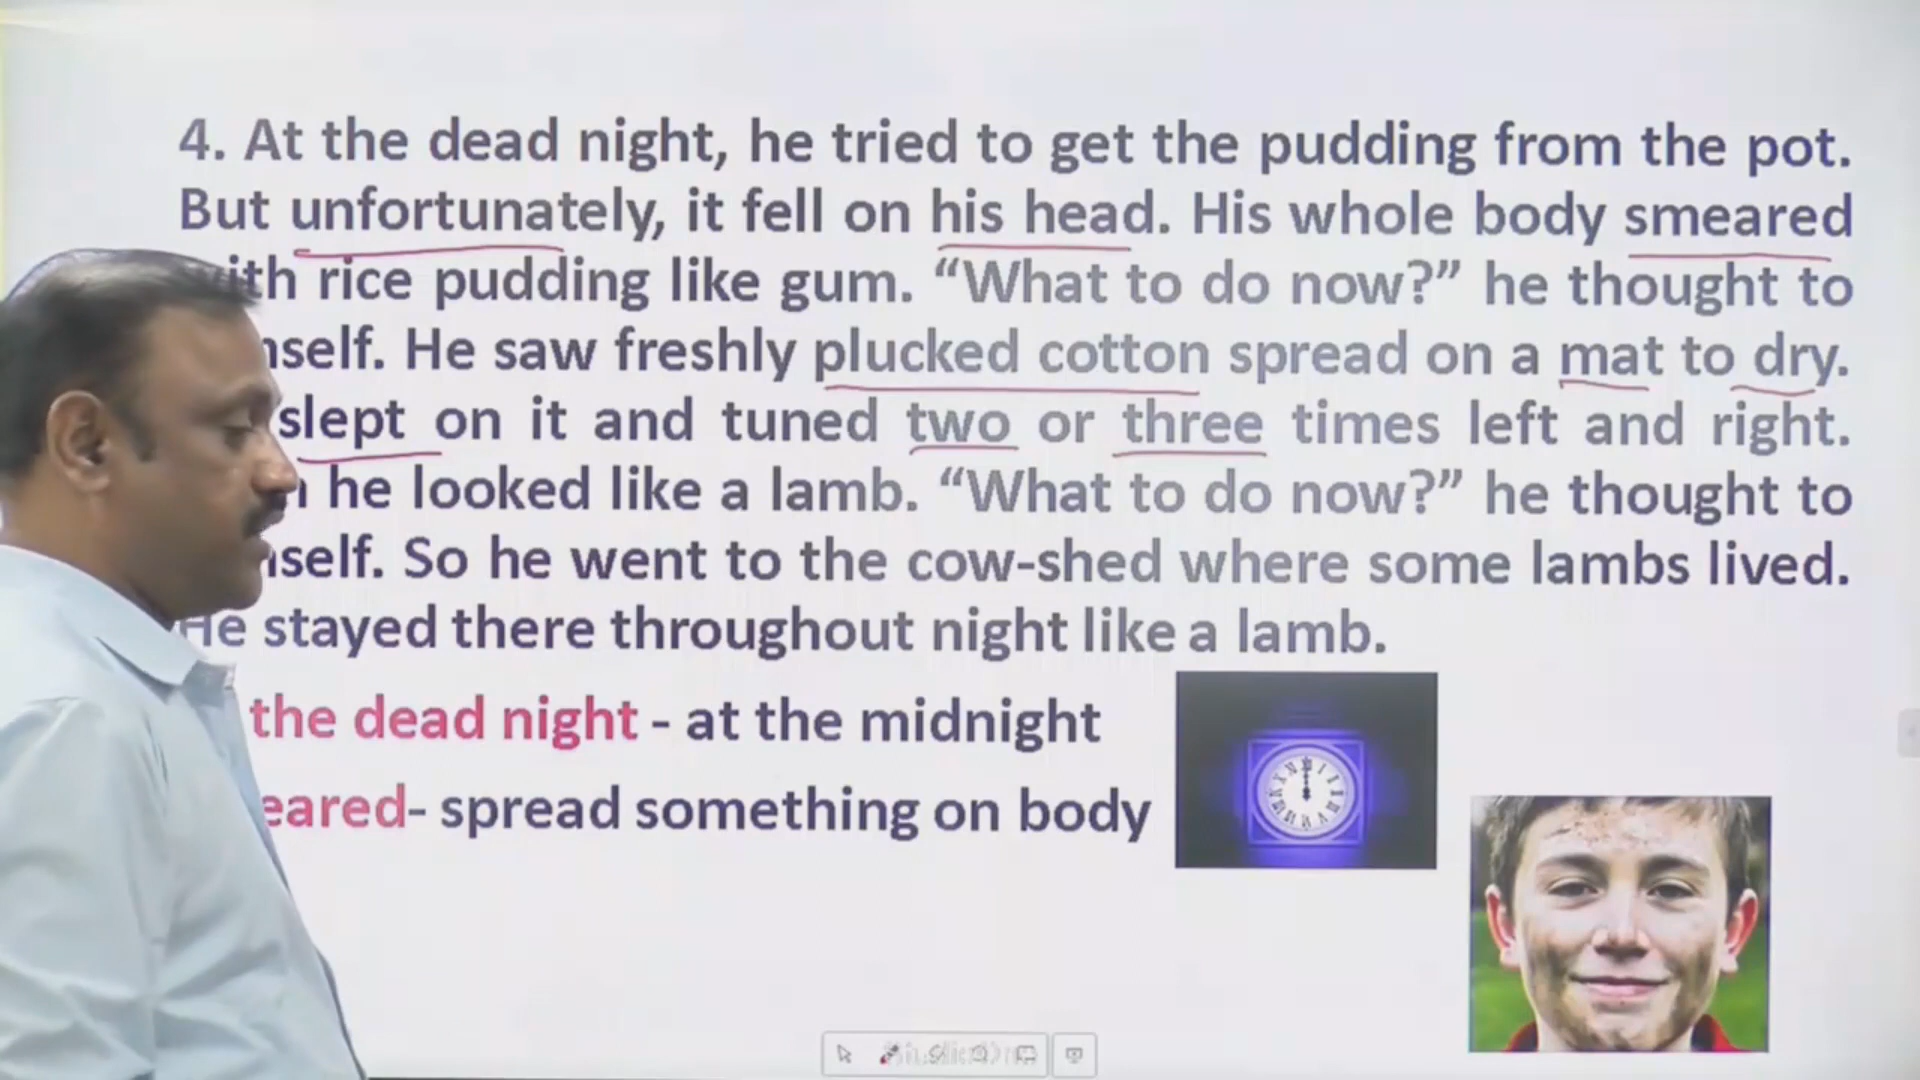 4. At the dead night, he tried to get the pudding from the pot.
But unfortunately, it fell on his head. His whole body smeared
with rice pudding like gum. “What to do now?” he thought to
himself. He saw freshly plucked cotton spread on a mat to dry.
slept on it and tuned two or three times left and right.
he looked like a lamb. “What to do now?” he thought to
himself. So he went to the cow-shed where some lambs lived.
He stayed there throughout night like a lamb.
the dead night - at the midnight
smeared- spread something on body